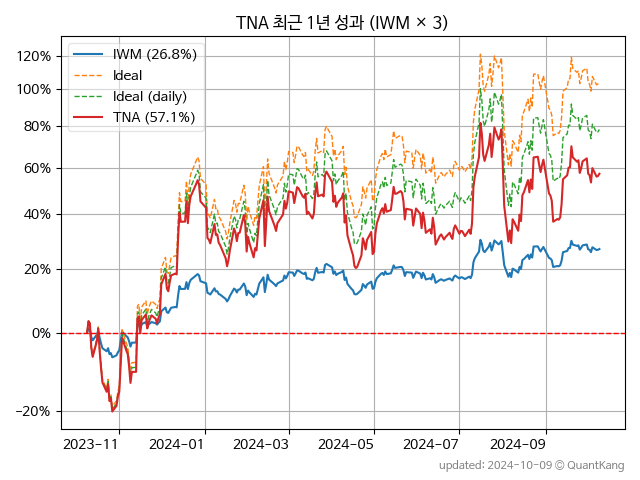 TNA 최근 1년 성과 (IWM × 3)
IWM (26.8%)
Ideal
Ideal (daily)
TNA (57.1%)
120%
100%
80%
60%
40%
20%
0%
−20%
2023-11
2024-01
2024-03
2024-05
2024-07
2024-09
updated: 2024-10-09 © QuantKang